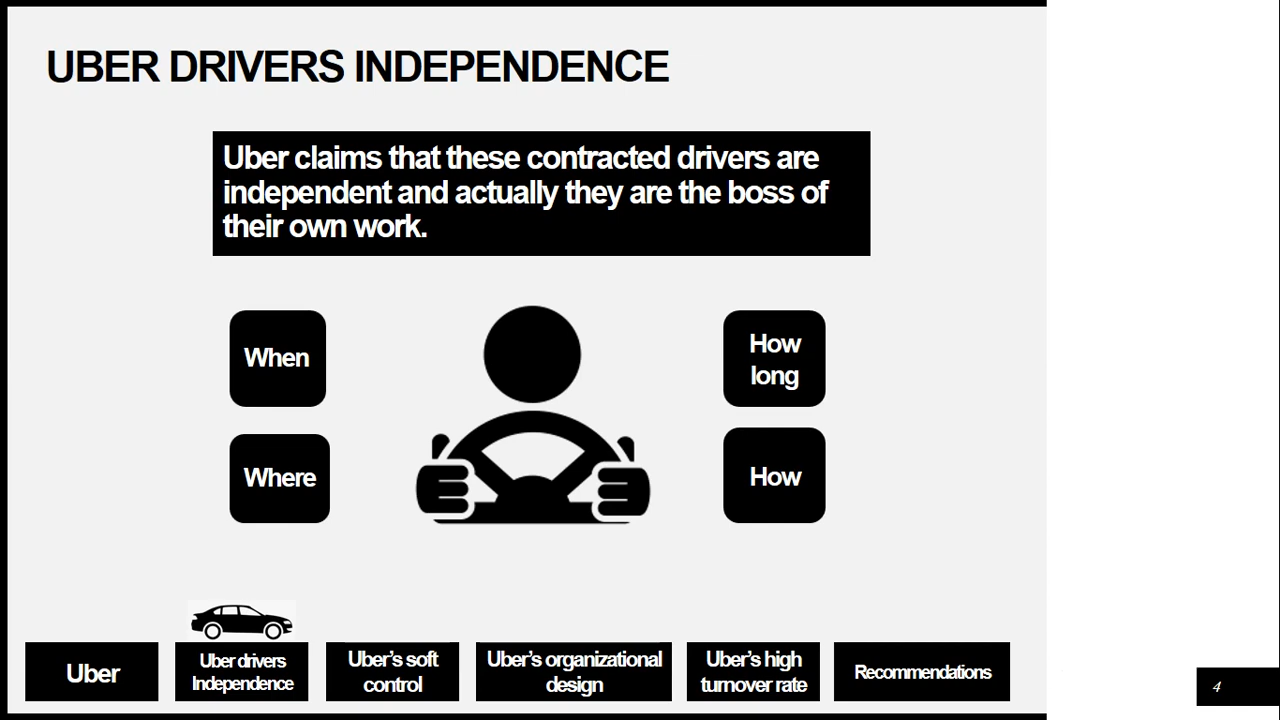 UBER DRIVERS INDEPENDENCE
Uber claims that these contracted drivers are
independent and actually they are the boss of
their own work.
When
How
long
Where
How
Uber
Uber drivers
Independence
Uber’s soft
control
Uber’s organizational
design
Uber’s high
turnover rate
Recommendations
4